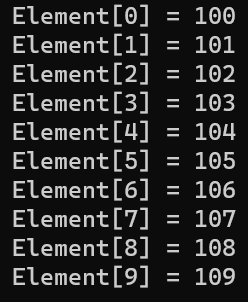 Element[0] = 100
Element[1] = 101
Element[2] = 102
Element[3] = 103
Element[4] = 104
Element[5] = 105
Element[6] = 106
Element[7] = 107
Element[8] = 108
Element[9] = 109